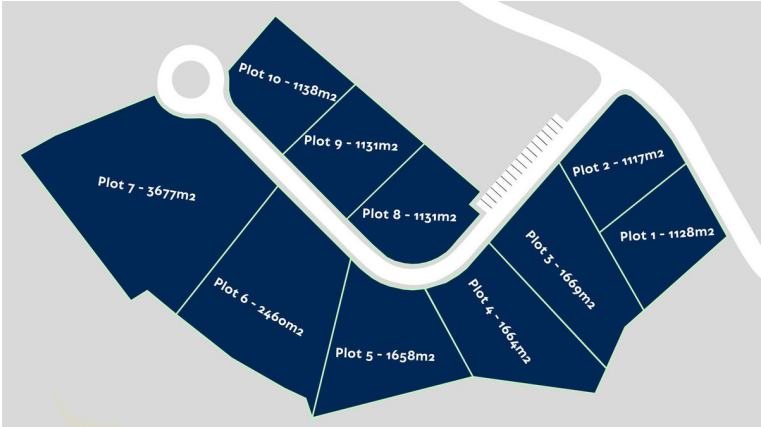 Plot 10 - 1138m2
Plot 9 - 1131m2
Plot 2 - 1117m2
Plot 7 - 3677m2
Plot 8 - 1131m2
Plot 1 - 1128m2
Plot 3 - 1669m2
Plot 6 - 2460m2
Plot 4 - 1664m2
Plot 5 - 1658m2